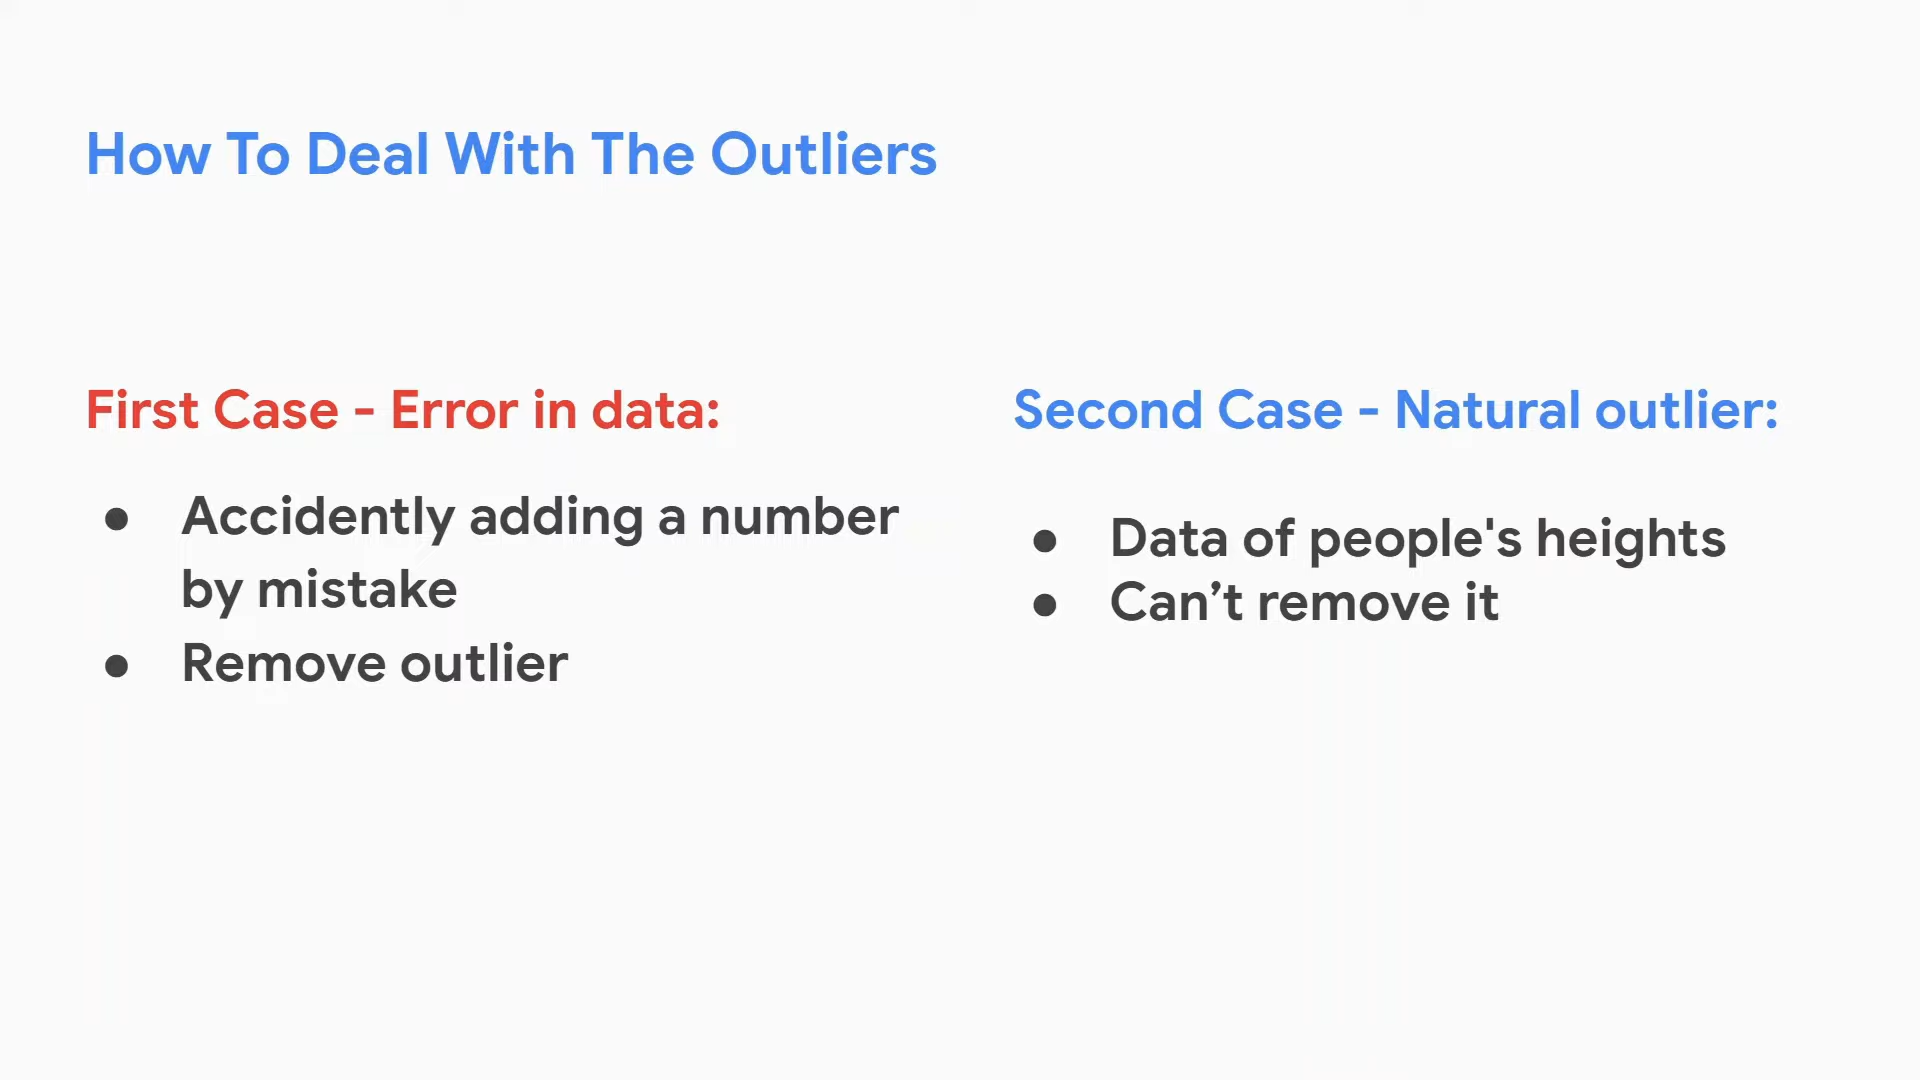 How To Deal With The Outliers
First Case - Error in data:
● Accidently adding a number
by mistake
● Remove outlier
Second Case - Natural outlier:
● Data of people's heights
● Can’t remove it